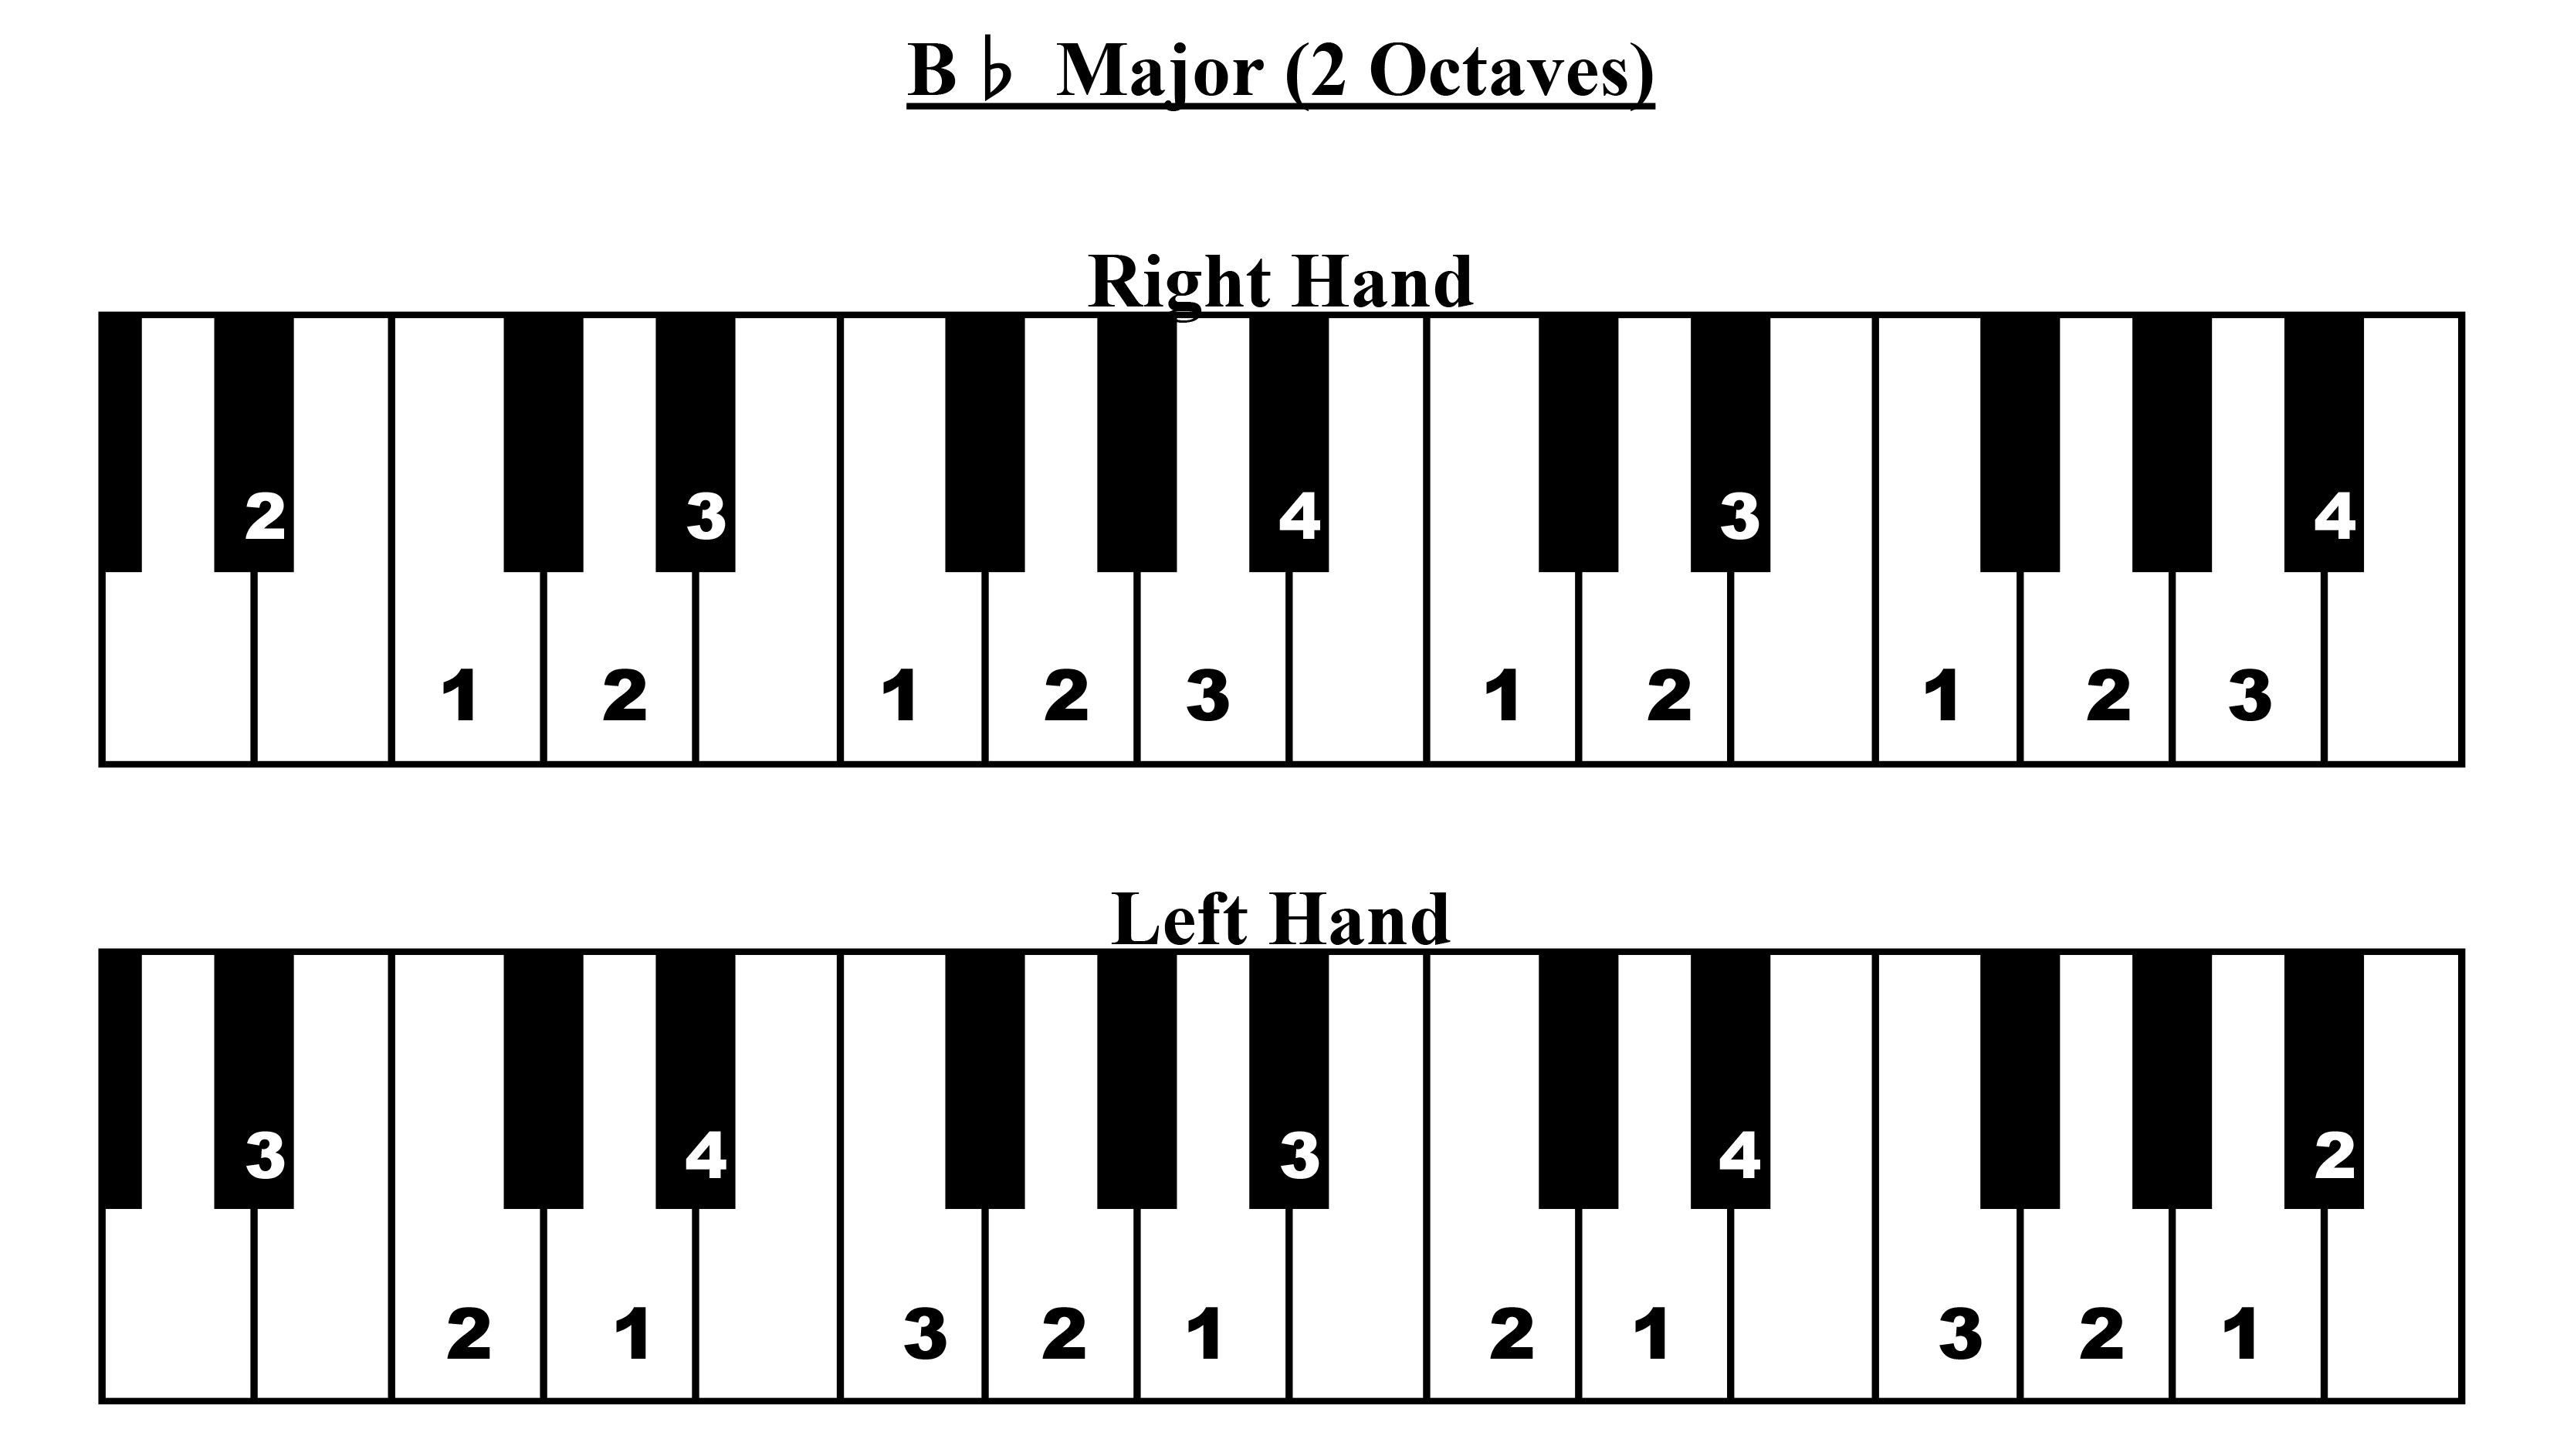 B♭ Major (2 Octaves)
Right Hand
2 3 4 3 4
1 2 1 2 3 1 2 1 2 3
Left Hand
3 4 3 4 2
2 1 3 2 1 2 1 3 2 1